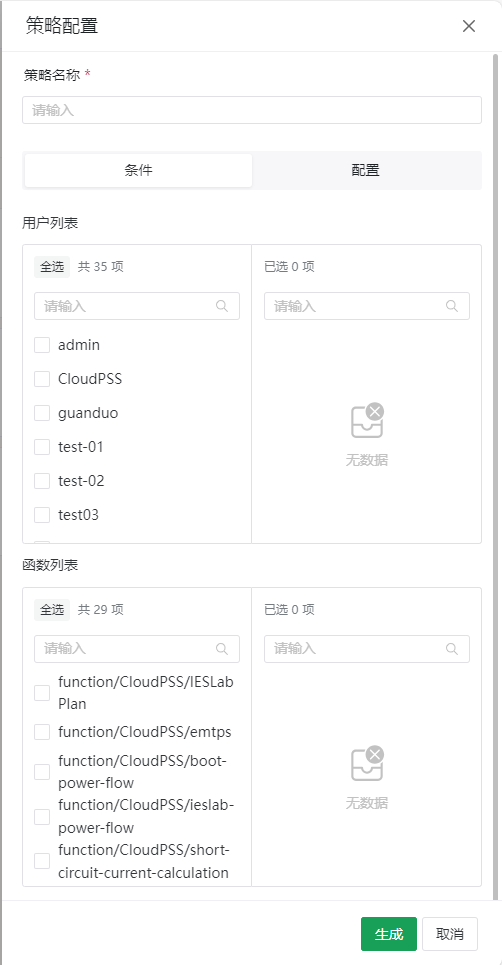 策略配置
策略名称 *
请输入
条件 配置
用户列表
全选 共 35 项 已选 0 项
请输入 请输入
admin
CloudPSS
guanduo
test-01
test-02
test03
无数据
函数列表
全选 共 29 项 已选 0 项
请输入 请输入
function/CloudPSS/IESLab
Plan
function/CloudPSS/emtps
function/CloudPSS/boot-
power-flow
function/CloudPSS/ieslab-
power-flow
function/CloudPSS/short-
circuit-current-calculation
无数据
生成 取消